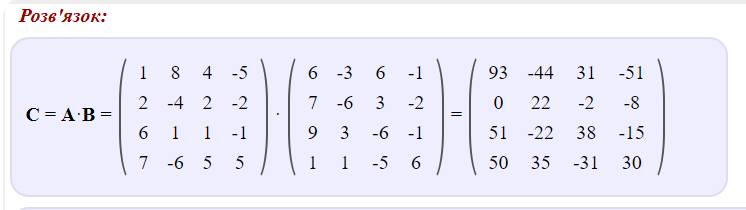 Розв'язок:
1 8 4 -5 6 -3 6 -1 93 -44 31 -51
2 -4 2 -2 7 -6 3 -2 0 22 -2 -8
C = A·B = · =
6 1 1 -1 9 3 -6 -1 51 -22 38 -15
7 -6 5 5 1 1 -5 6 50 35 -31 30